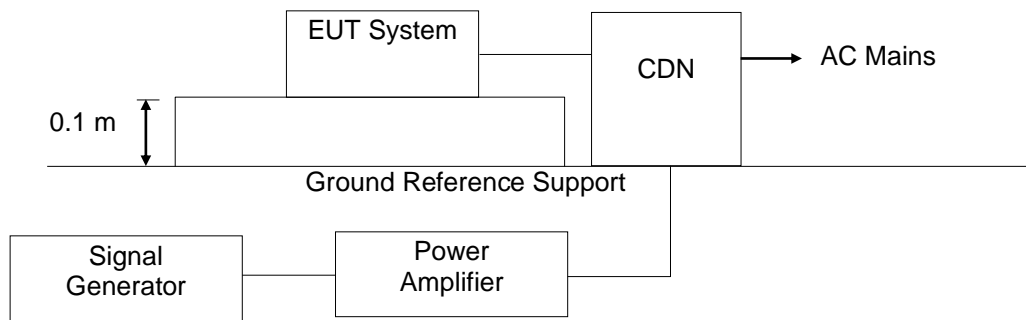 EUT System
CDN
AC Mains
0.1 m
Ground Reference Support
Signal
Generator
Power
Amplifier